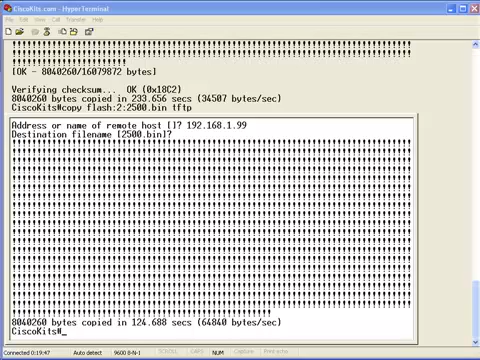 CiscoKits.com - HyperTerminal
File Edit View Call Transfer Help
[OK - 8040260/16079872 bytes]
Verifying checksum... OK (0x18C2)
8040260 bytes copied in 233.656 secs (34507 bytes/sec)
CiscoKits#copy flash:2:2500.bin tftp
Address or name of remote host []? 192.168.1.99
Destination filename [2500.bin]?
8040260 bytes copied in 124.688 secs (64840 bytes/sec)
CiscoKits#_
Connected 0:19:47 Auto detect 9600 8-N-1 SCROLL CAPS NUM Capture Print echo